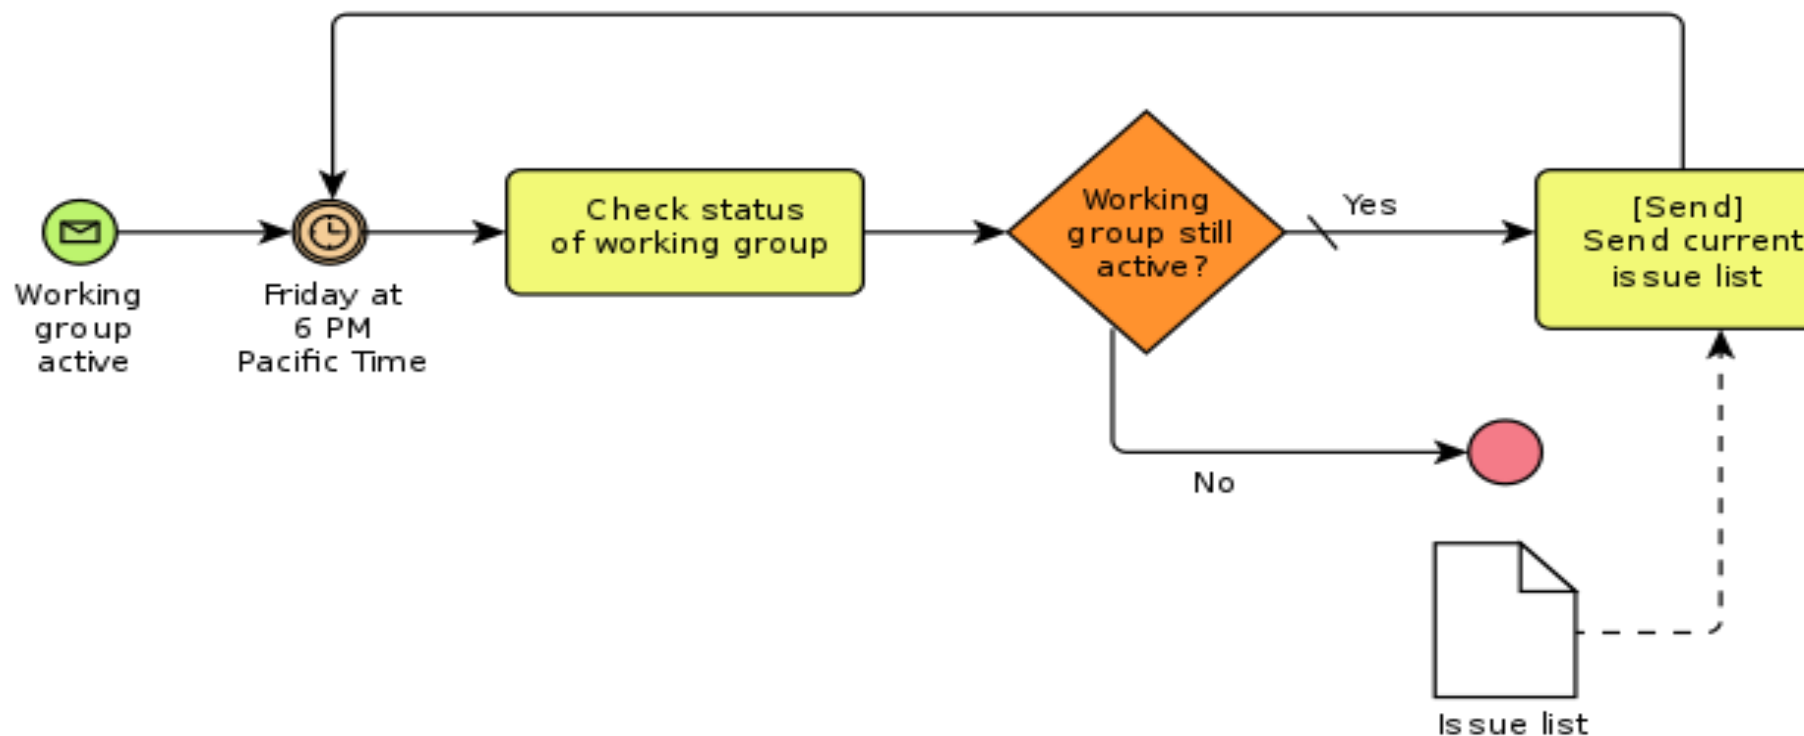 Working
group
active
Friday at
6 PM
Pacific Time
Check status
of working group
Working
group still
active?
Yes
[Send]
Send current
issue list
No
Issue list